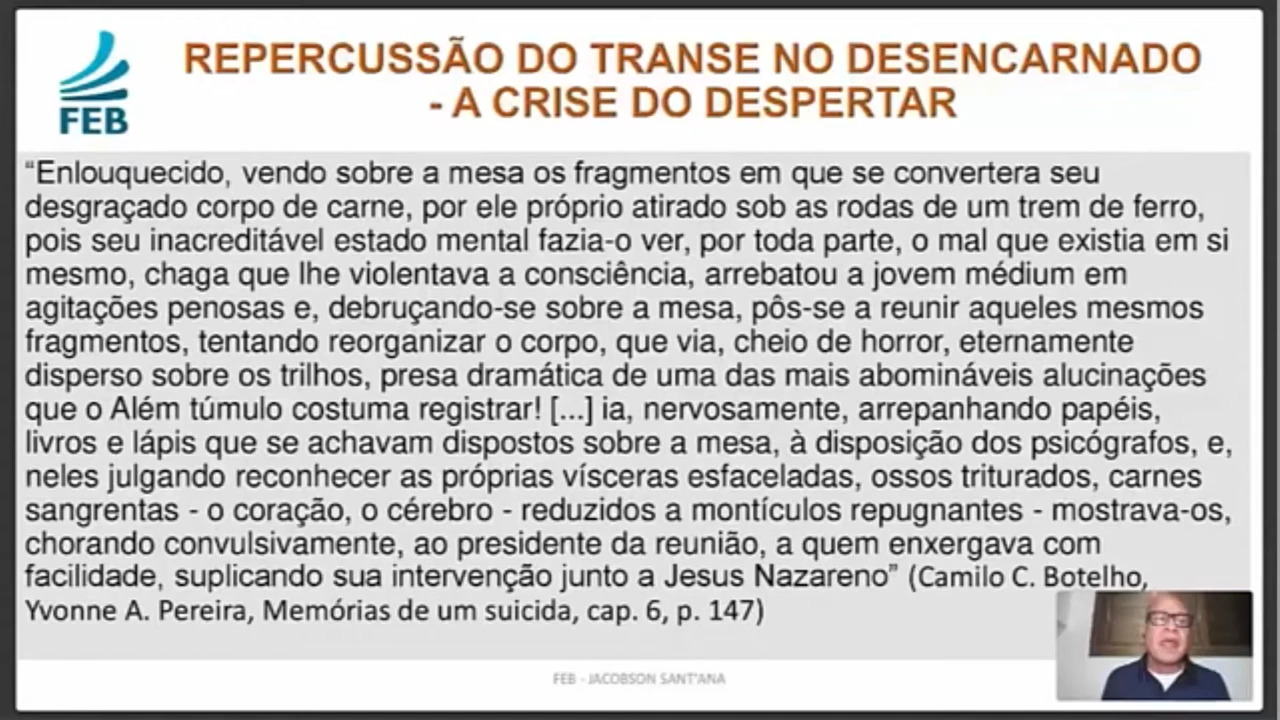 FEB
REPERCUSSÃO DO TRANSE NO DESENCARNADO
- A CRISE DO DESPERTAR
“Enlouquecido, vendo sobre a mesa os fragmentos em que se convertera seu
desgraçado corpo de carne, por ele próprio atirado sob as rodas de um trem de ferro,
pois seu inacreditável estado mental fazia-o ver, por toda parte, o mal que existia em si
mesmo, chaga que lhe violentava a consciência, arrebatou a jovem médium em
agitações penosas e, debruçando-se sobre a mesa, pôs-se a reunir aqueles mesmos
fragmentos, tentando reorganizar o corpo, que via, cheio de horror, eternamente
disperso sobre os trilhos, presa dramática de uma das mais abomináveis alucinações
que o Além túmulo costuma registrar! [...] ia, nervosamente, arrepanhando papéis,
livros e lápis que se achavam dispostos sobre a mesa, à disposição dos psicógrafos, e,
neles julgando reconhecer as próprias vísceras esfaceladas, ossos triturados, carnes
sangrentas - o coração, o cérebro - reduzidos a montículos repugnantes - mostrava-os,
chorando convulsivamente, ao presidente da reunião, a quem enxergava com
facilidade, suplicando sua intervenção junto a Jesus Nazareno” (Camilo C. Botelho,
Yvonne A. Pereira, Memórias de um suicida, cap. 6, p. 147)
FEB - JACOBSON SANT'ANA